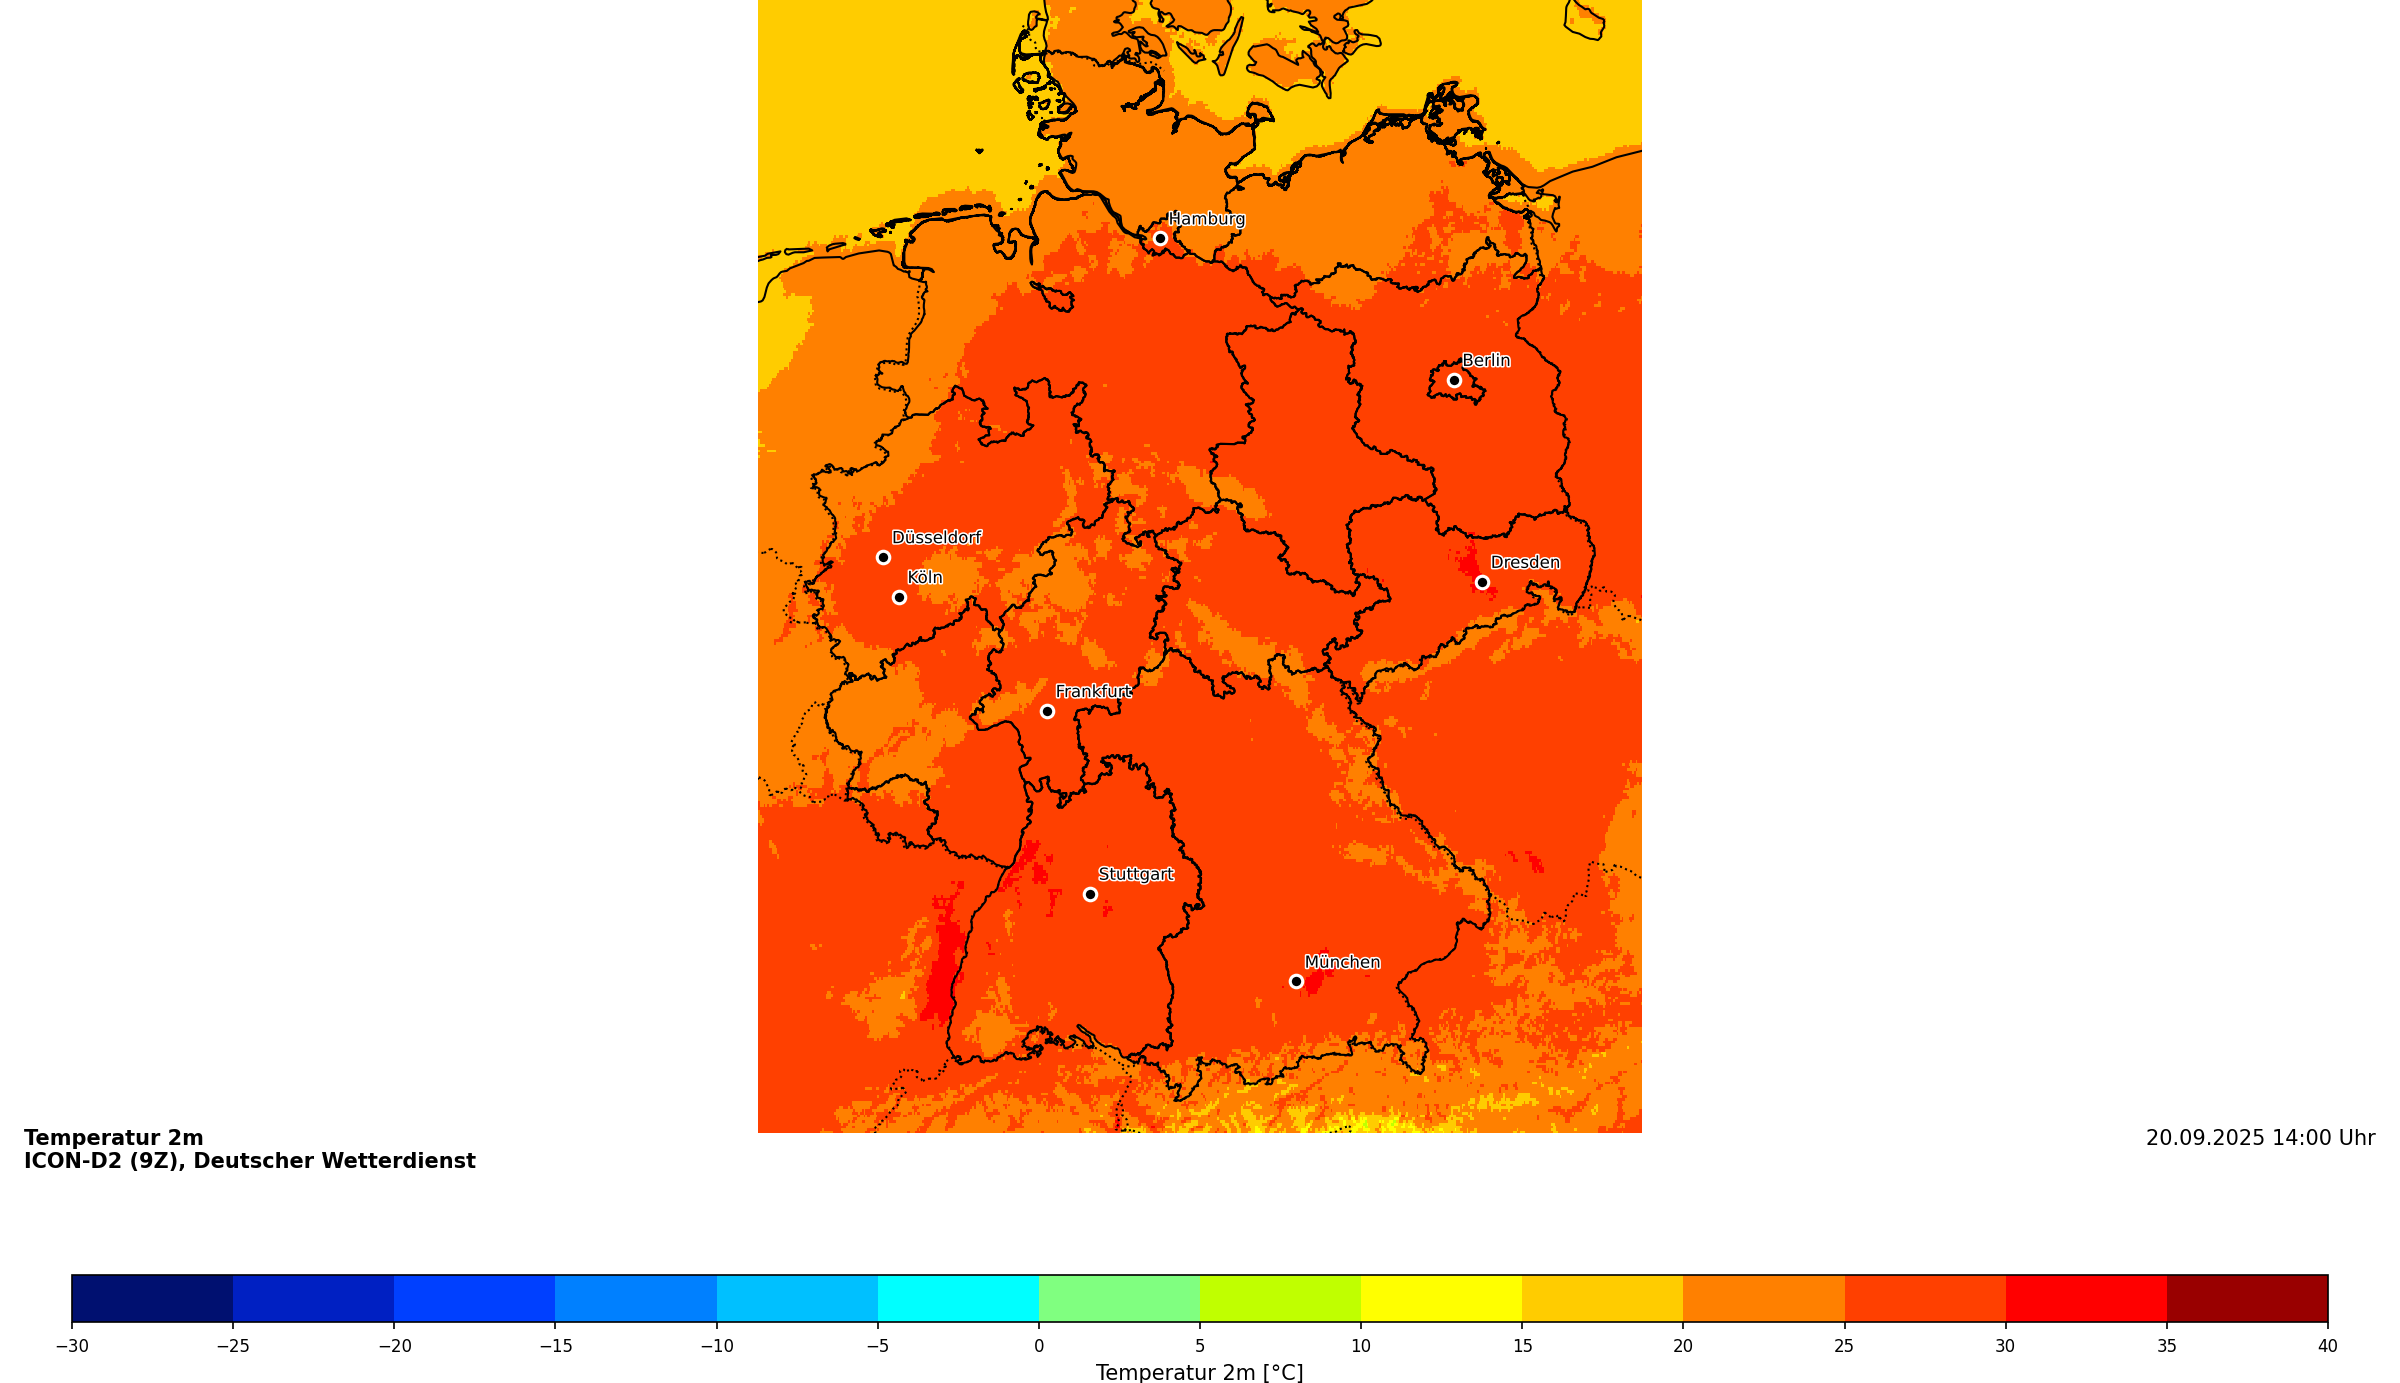 Hamburg
Berlin
Düsseldorf
Dresden
Köln
Frankfurt
Stuttgart
München
Temperatur 2m
ICON-D2 (9Z), Deutscher Wetterdienst
20.09.2025 14:00 Uhr
−30 −25 −20 −15 −10 −5 0 5 10 15 20 25 30 35 40
Temperatur 2m [°C]